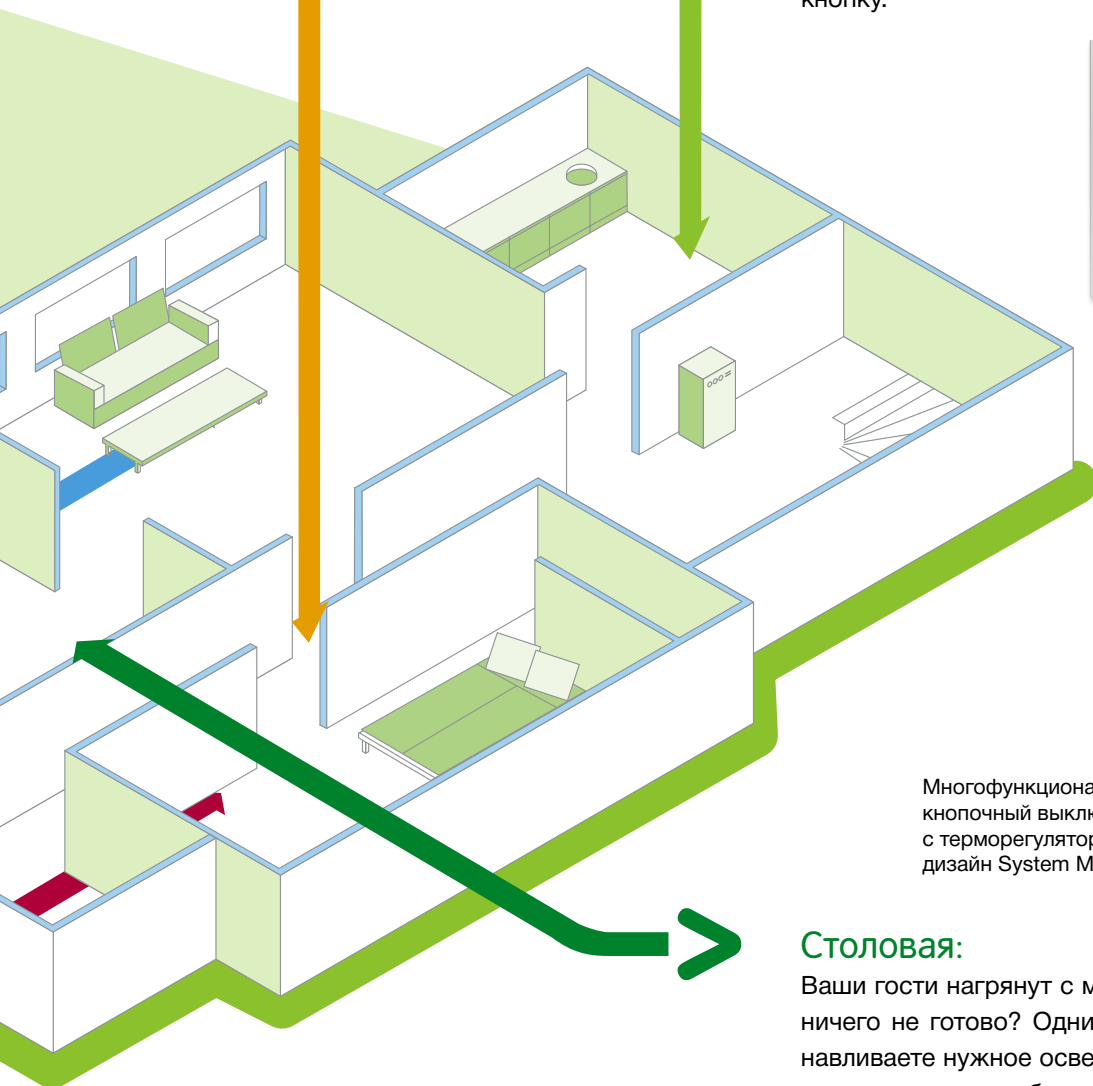 кнопку.
Многофункциона
кнопочный выклю
с терморегулятор
дизайн System M
Столовая:
Ваши гости нагрянут с м
ничего не готово? Одни
навливаете нужное осве